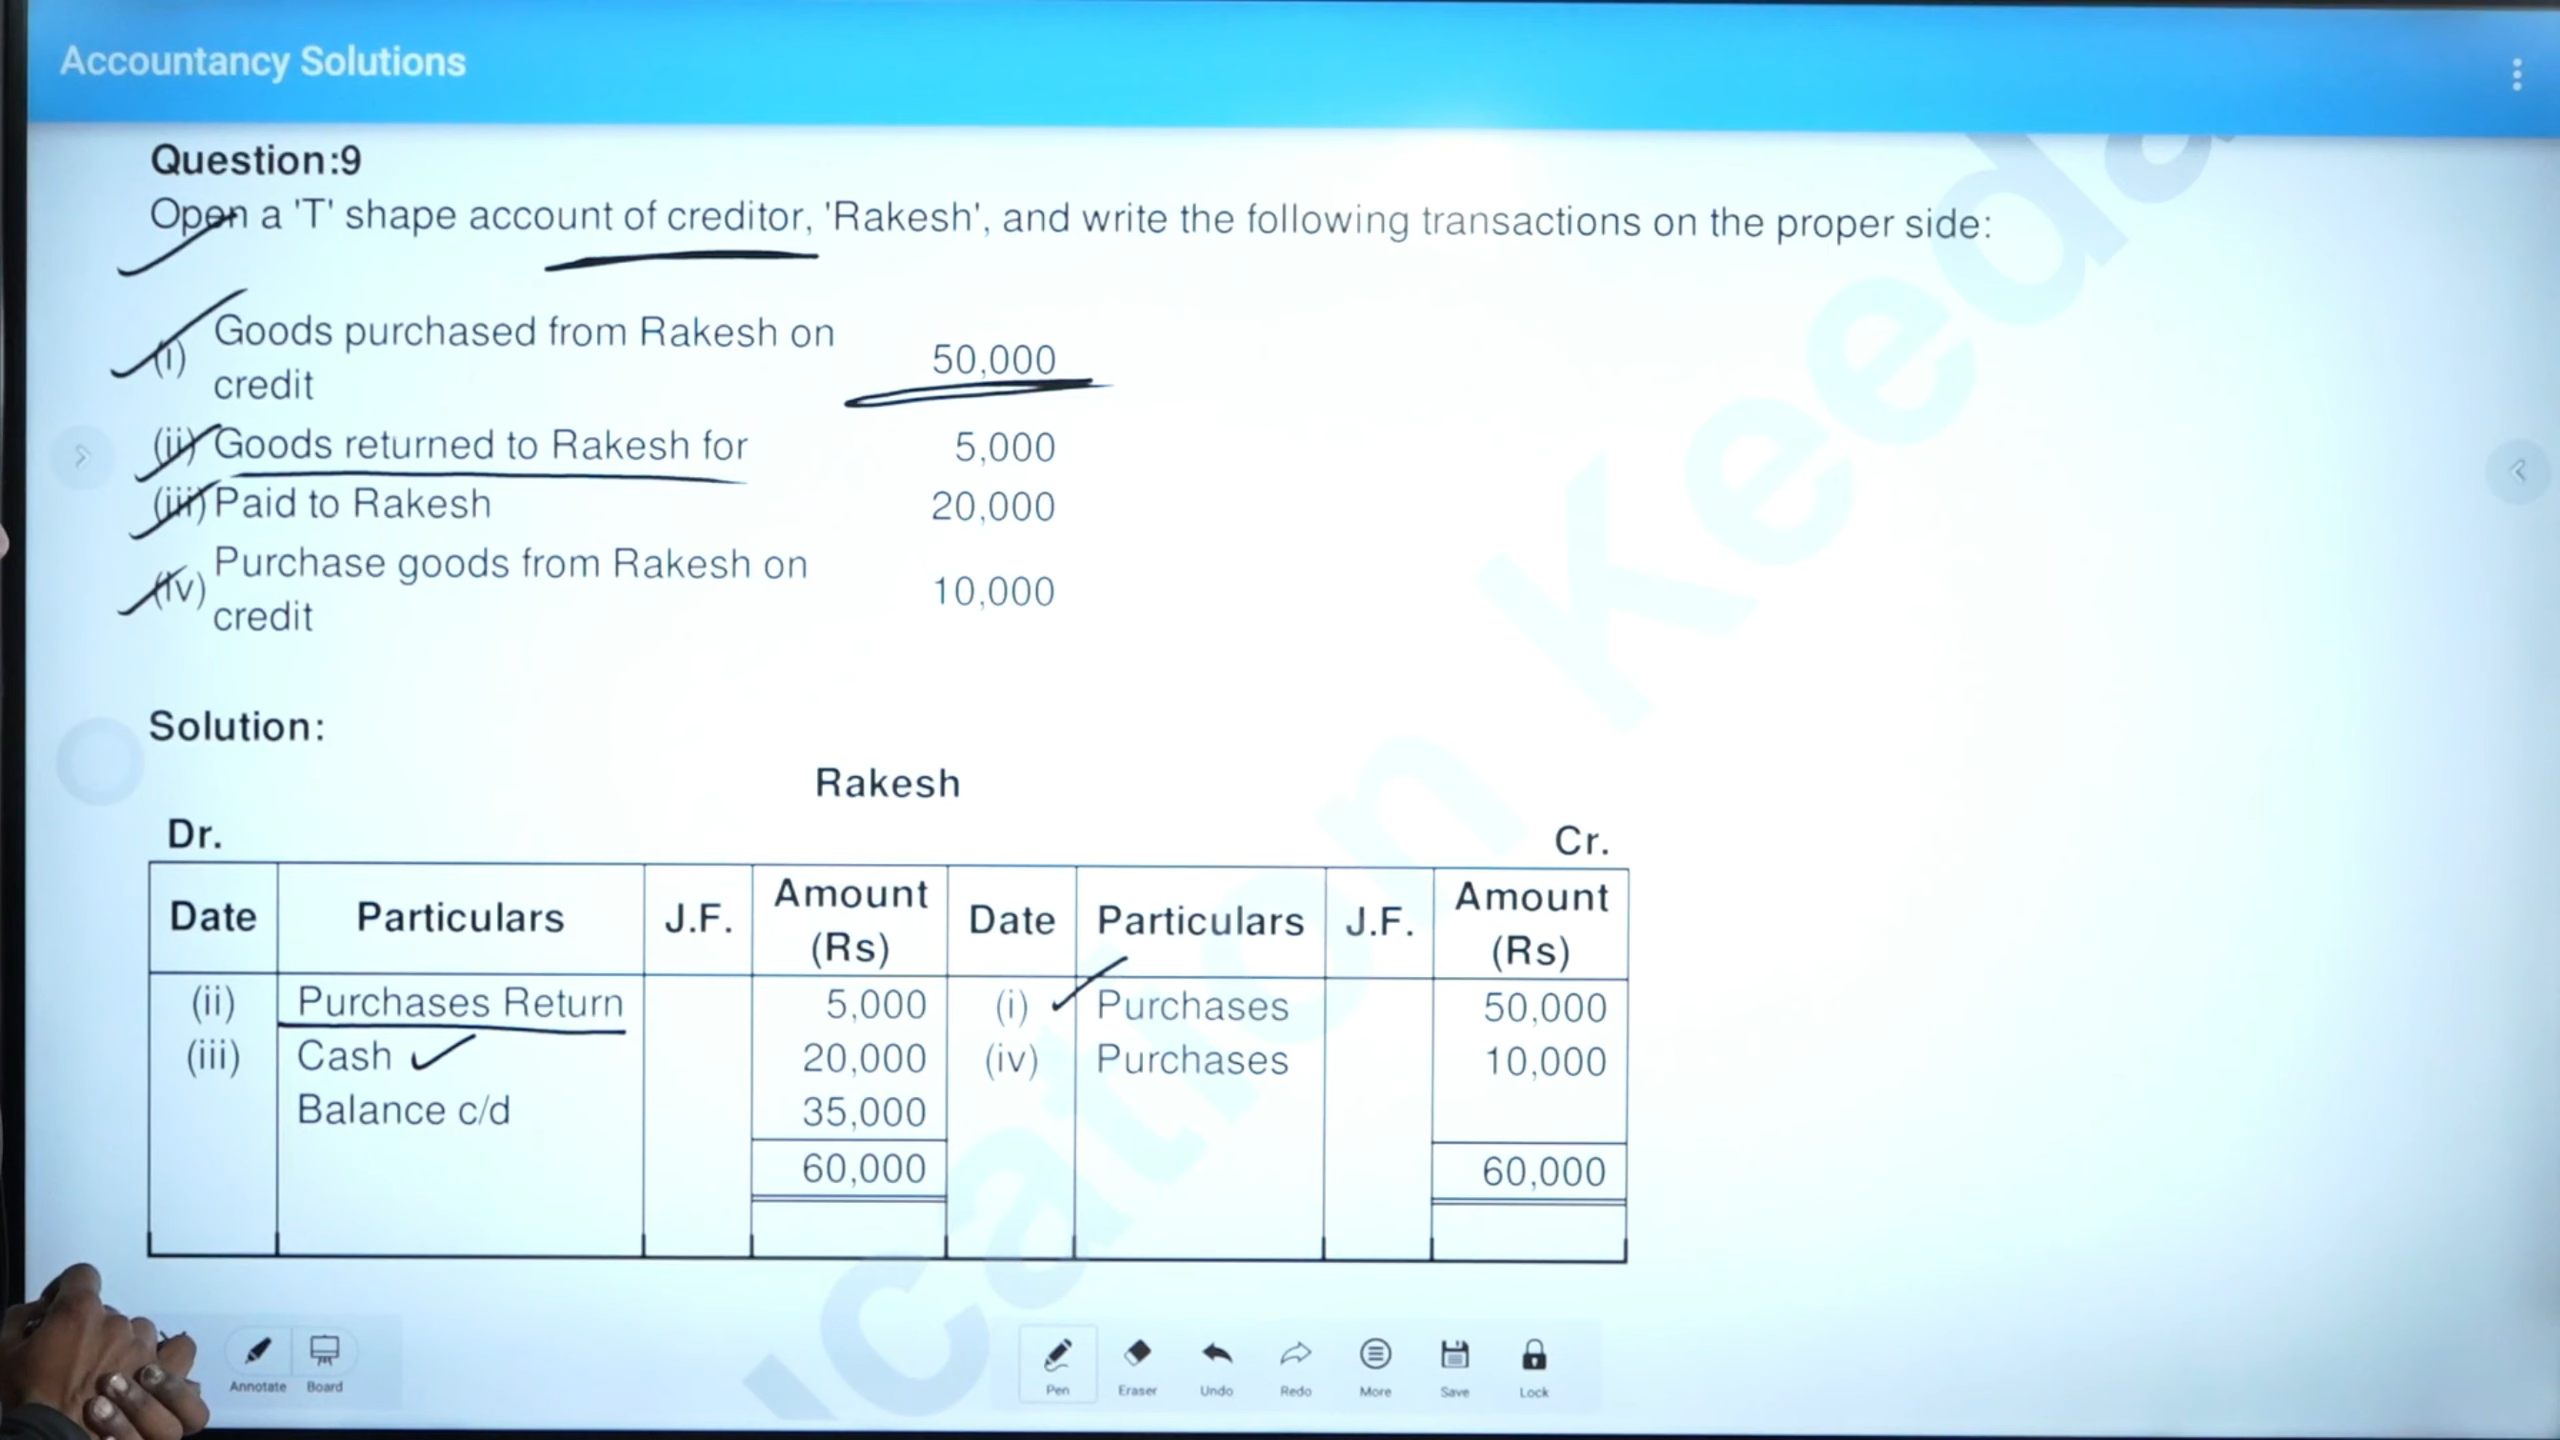 Accountancy Solutions
Question:9
Open a 'T' shape account of creditor, 'Rakesh', and write the following transactions on the proper side:
(i) Goods purchased from Rakesh on credit 50,000
(ii) Goods returned to Rakesh for 5,000
(iii) Paid to Rakesh 20,000
(iv) Purchase goods from Rakesh on credit 10,000
Solution:
Rakesh
Dr. Cr.
Date Particulars J.F. Amount (Rs) Date Particulars J.F. Amount (Rs)
(ii) Purchases Return 5,000 (i) Purchases 50,000
(iii) Cash 20,000 (iv) Purchases 10,000
Balance c/d 35,000
60,000 60,000
Annotate Board Pen Eraser Undo Redo More Save Lock
Keeda